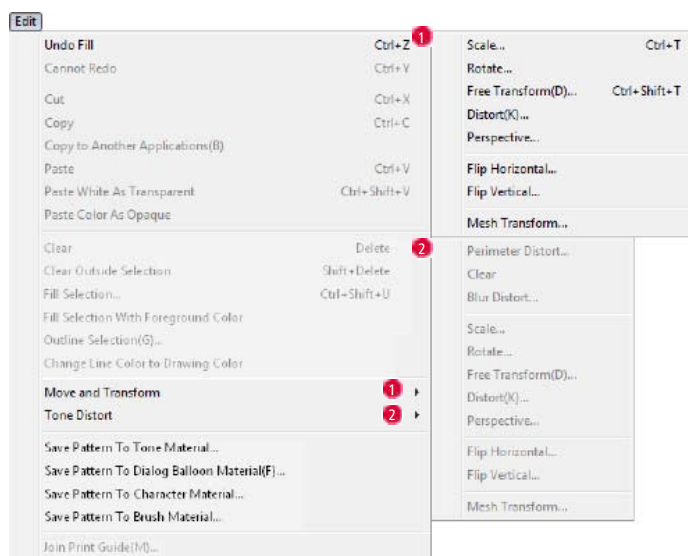 Edit
Undo Fill Ctrl+Z
Cannot Redo Ctrl+Y
Cut Ctrl+X
Copy Ctrl+C
Copy to Another Applications(B)
Paste Ctrl+V
Paste White As Transparent Ctrl+Shift+V
Paste Color As Opaque
Clear Delete
Clear Outside Selection Shift+Delete
Fill Selection... Ctrl+Shift+U
Fill Selection With Foreground Color
Outline Selection(G)...
Change Line Color to Drawing Color
Move and Transform 1
Tone Distort 2
Save Pattern To Tone Material...
Save Pattern To Dialog Balloon Material(F)...
Save Pattern To Character Material...
Save Pattern To Brush Material...
Join Print Guide(M)...
1
Scale... Ctrl+T
Rotate...
Free Transform(D)... Ctrl+Shift+T
Distort(K)...
Perspective...
Flip Horizontal...
Flip Vertical...
Mesh Transform...
2
Perimeter Distort...
Clear
Blur Distort...
Scale...
Rotate...
Free Transform(D)...
Distort(K)...
Perspective...
Flip Horizontal...
Flip Vertical...
Mesh Transform...